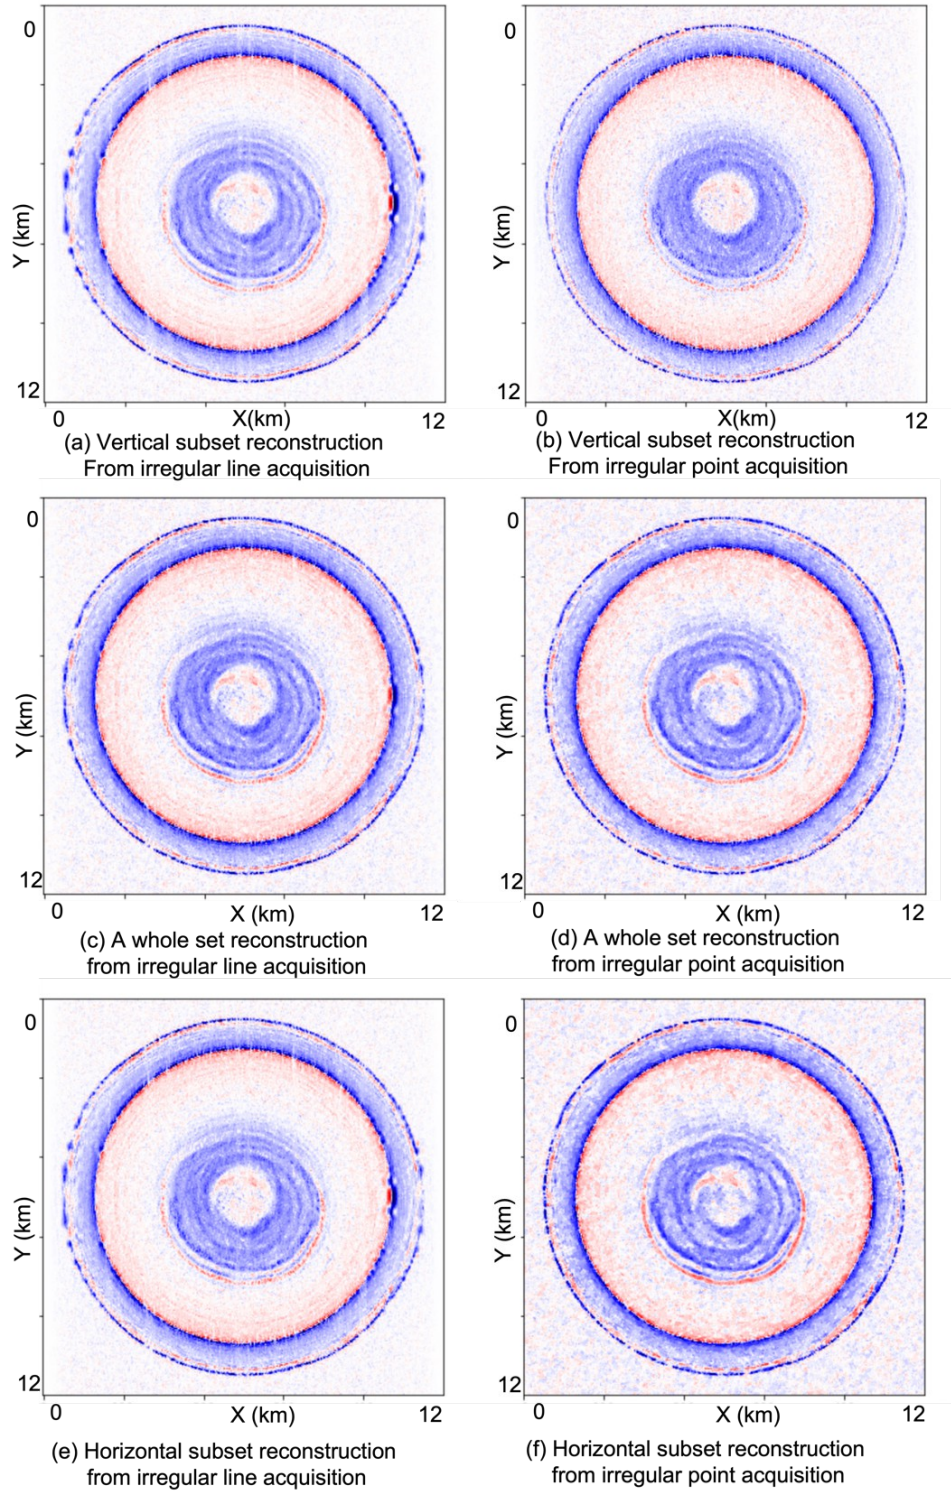 0
0
Y (km)
Y (km)
12
12
0
X(km)
12
0
X(km)
12
(a) Vertical subset reconstruction
From irregular line acquisition
(b) Vertical subset reconstruction
From irregular point acquisition
0
0
Y (km)
Y (km)
12
12
0
X (km)
12
0
X (km)
12
(c) A whole set reconstruction
from irregular line acquisition
(d) A whole set reconstruction
from irregular point acquisition
0
0
Y (km)
Y (km)
12
12
0
X (km)
12
0
X (km)
12
(e) Horizontal subset reconstruction
from irregular line acquisition
(f) Horizontal subset reconstruction
from irregular point acquisition